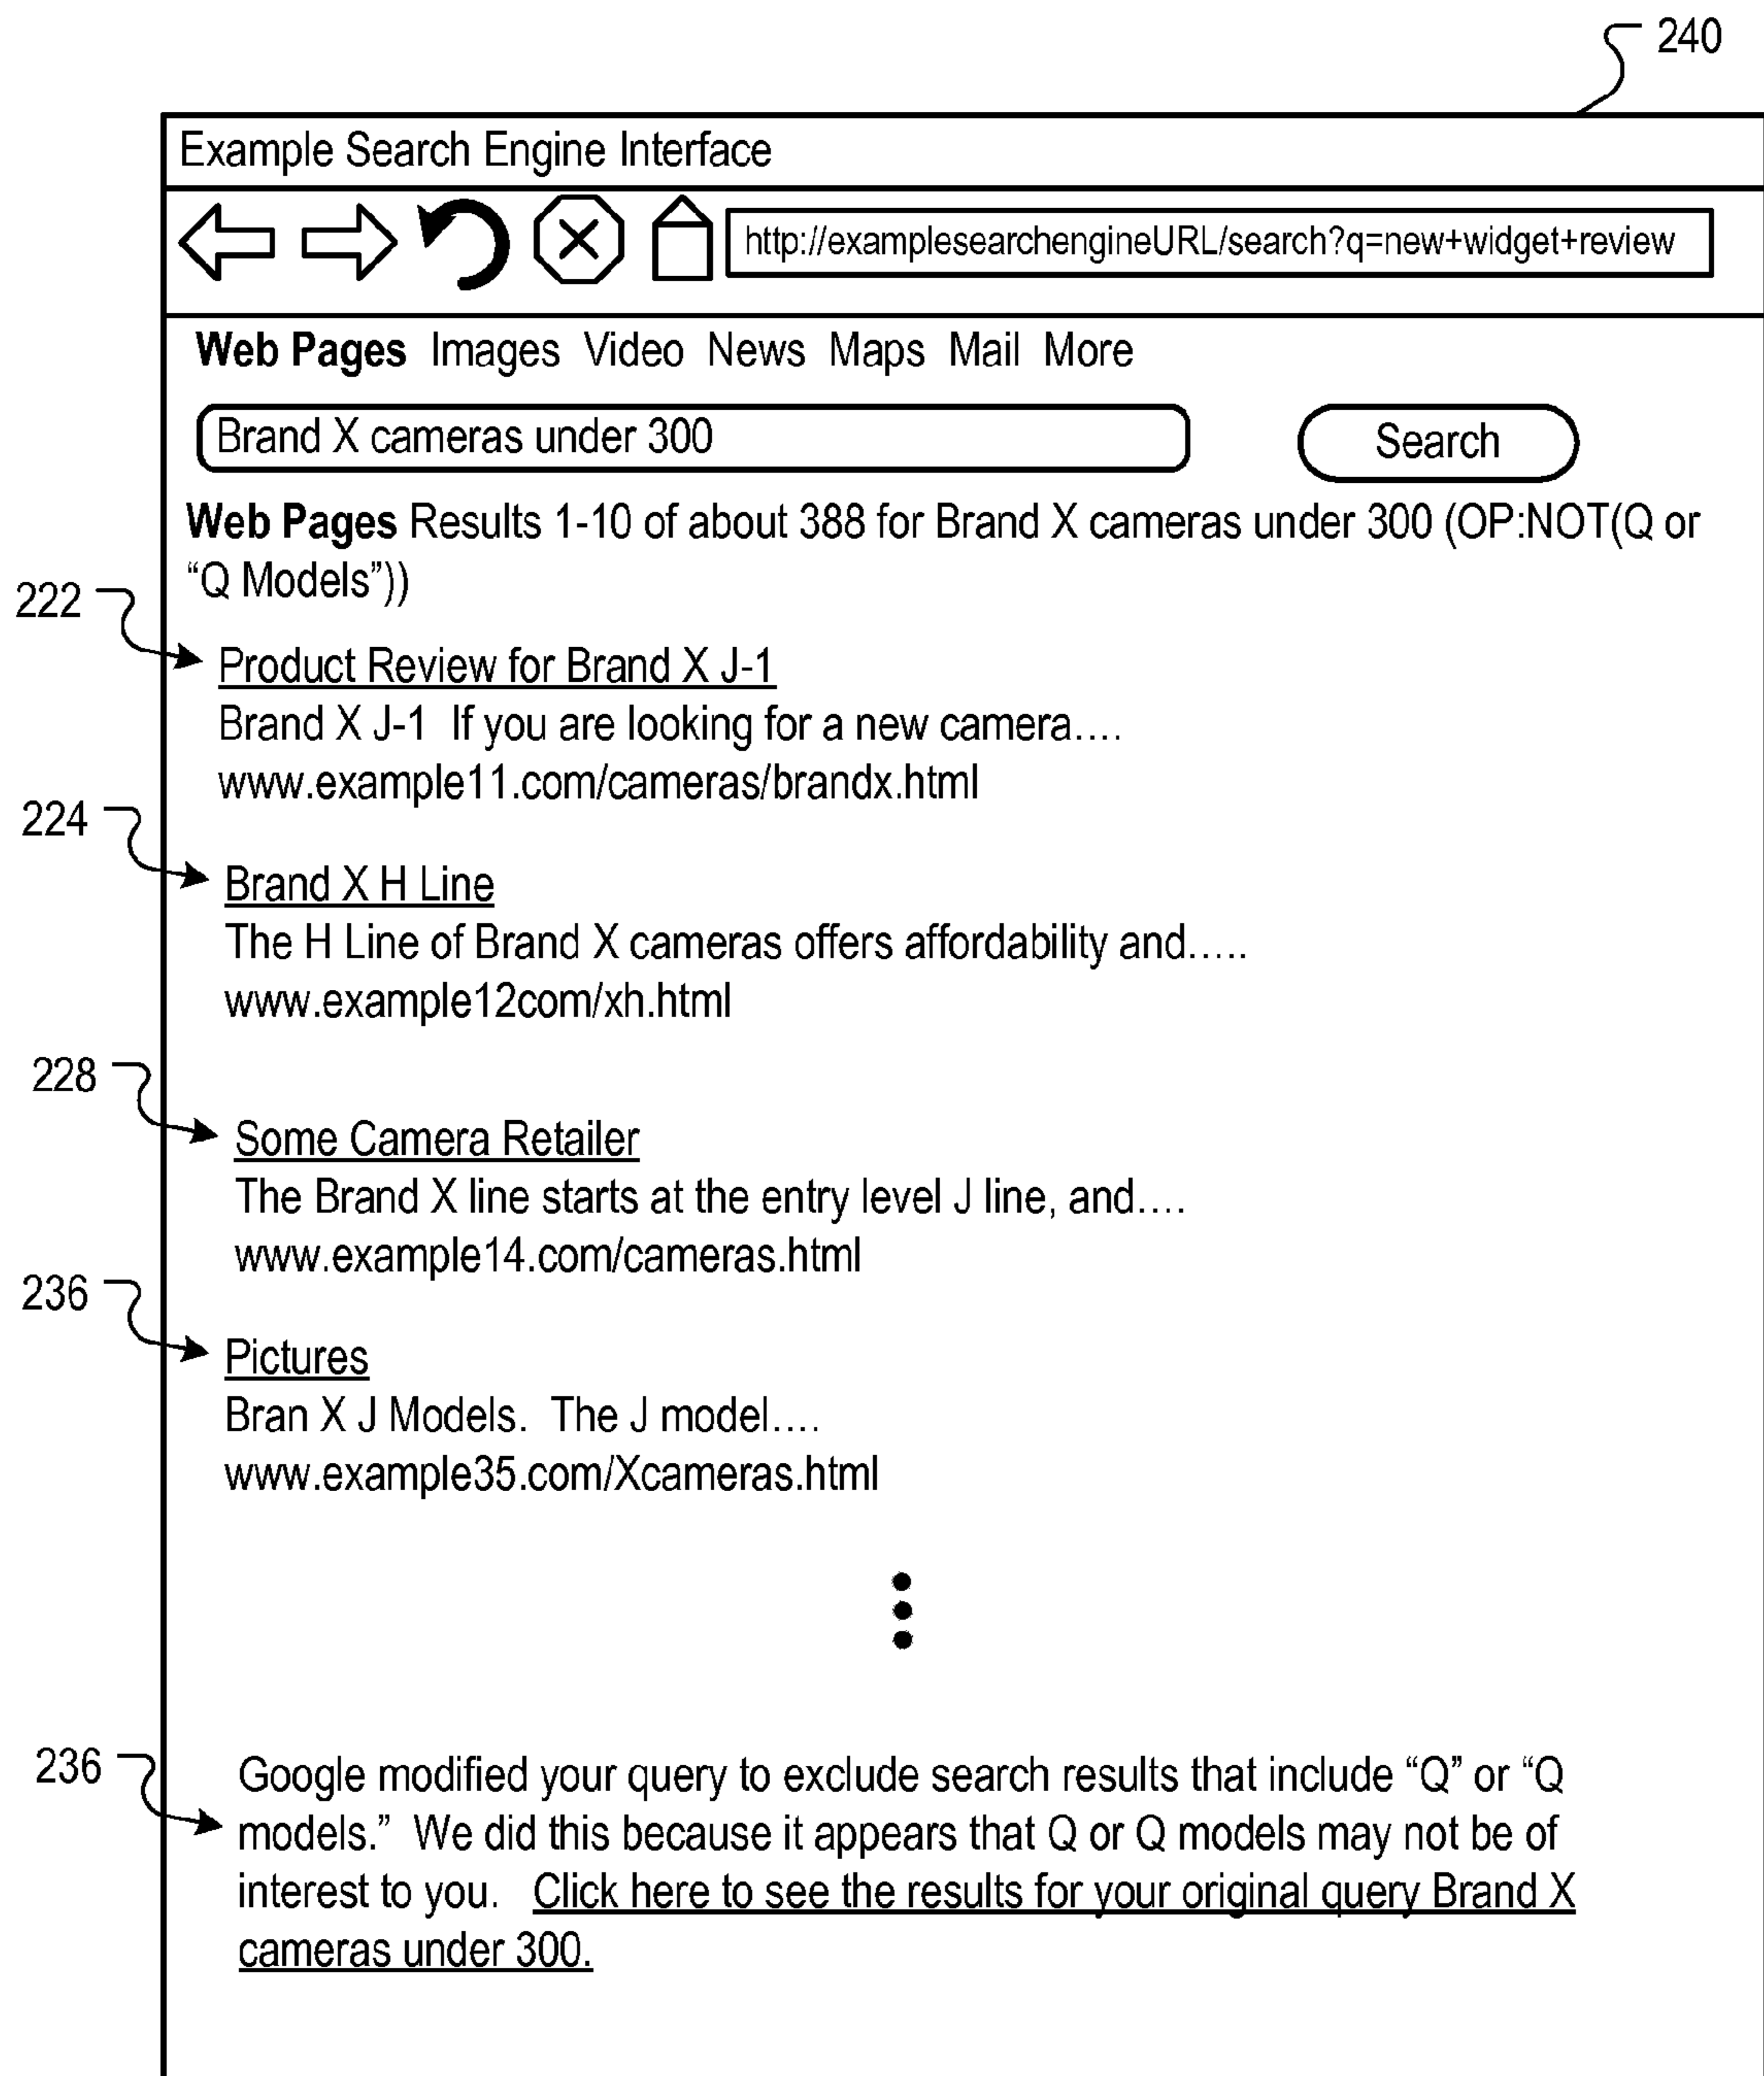 240
Example Search Engine Interface
http://examplesearchengineURL/search?q=new+widget+review
Web Pages Images Video News Maps Mail More
Brand X cameras under 300
Search
Web Pages Results 1-10 of about 388 for Brand X cameras under 300 (OP:NOT(Q or
“Q Models”))
222
Product Review for Brand X J-1
Brand X J-1 If you are looking for a new camera....
www.example11.com/cameras/brandx.html
224
Brand X H Line
The H Line of Brand X cameras offers affordability and.....
www.example12com/xh.html
228
Some Camera Retailer
The Brand X line starts at the entry level J line, and....
www.example14.com/cameras.html
236
Pictures
Bran X J Models. The J model....
www.example35.com/Xcameras.html
236
Google modified your query to exclude search results that include “Q” or “Q
models.” We did this because it appears that Q or Q models may not be of
interest to you. Click here to see the results for your original query Brand X
cameras under 300.